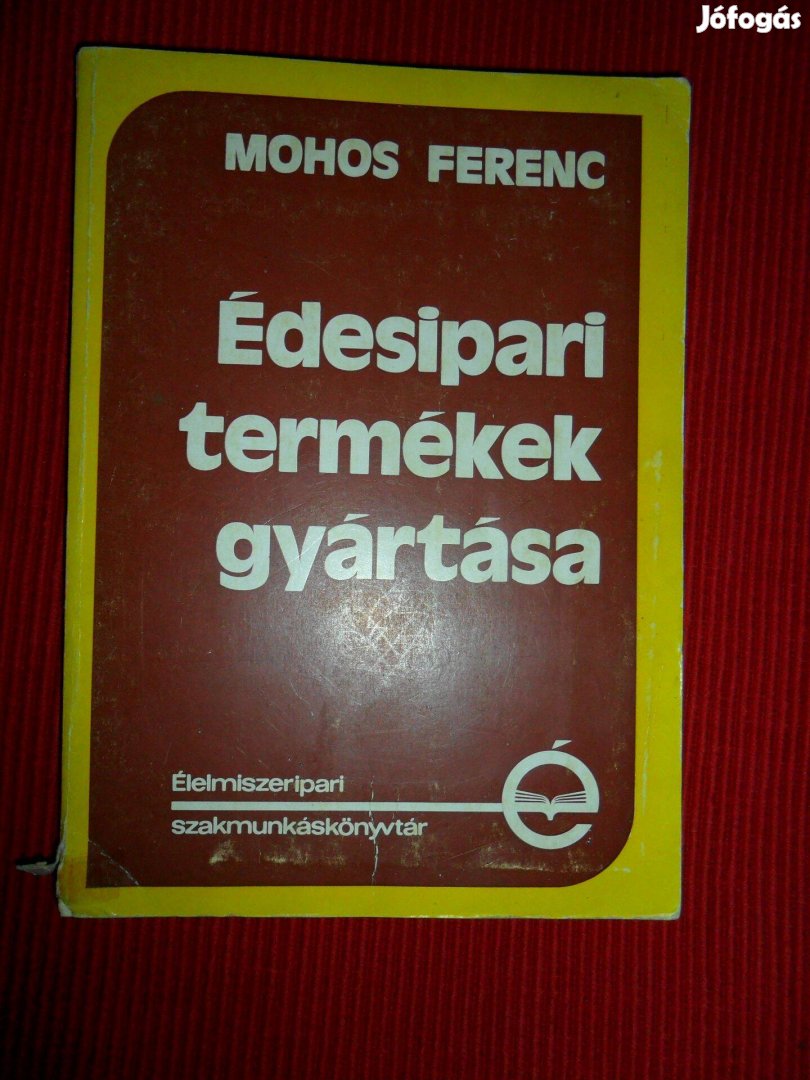 Jófogás
MOHOS FERENC
Édesipari
termékek
gyártása
Élelmiszeripari
szakmunkáskönyvtár
é